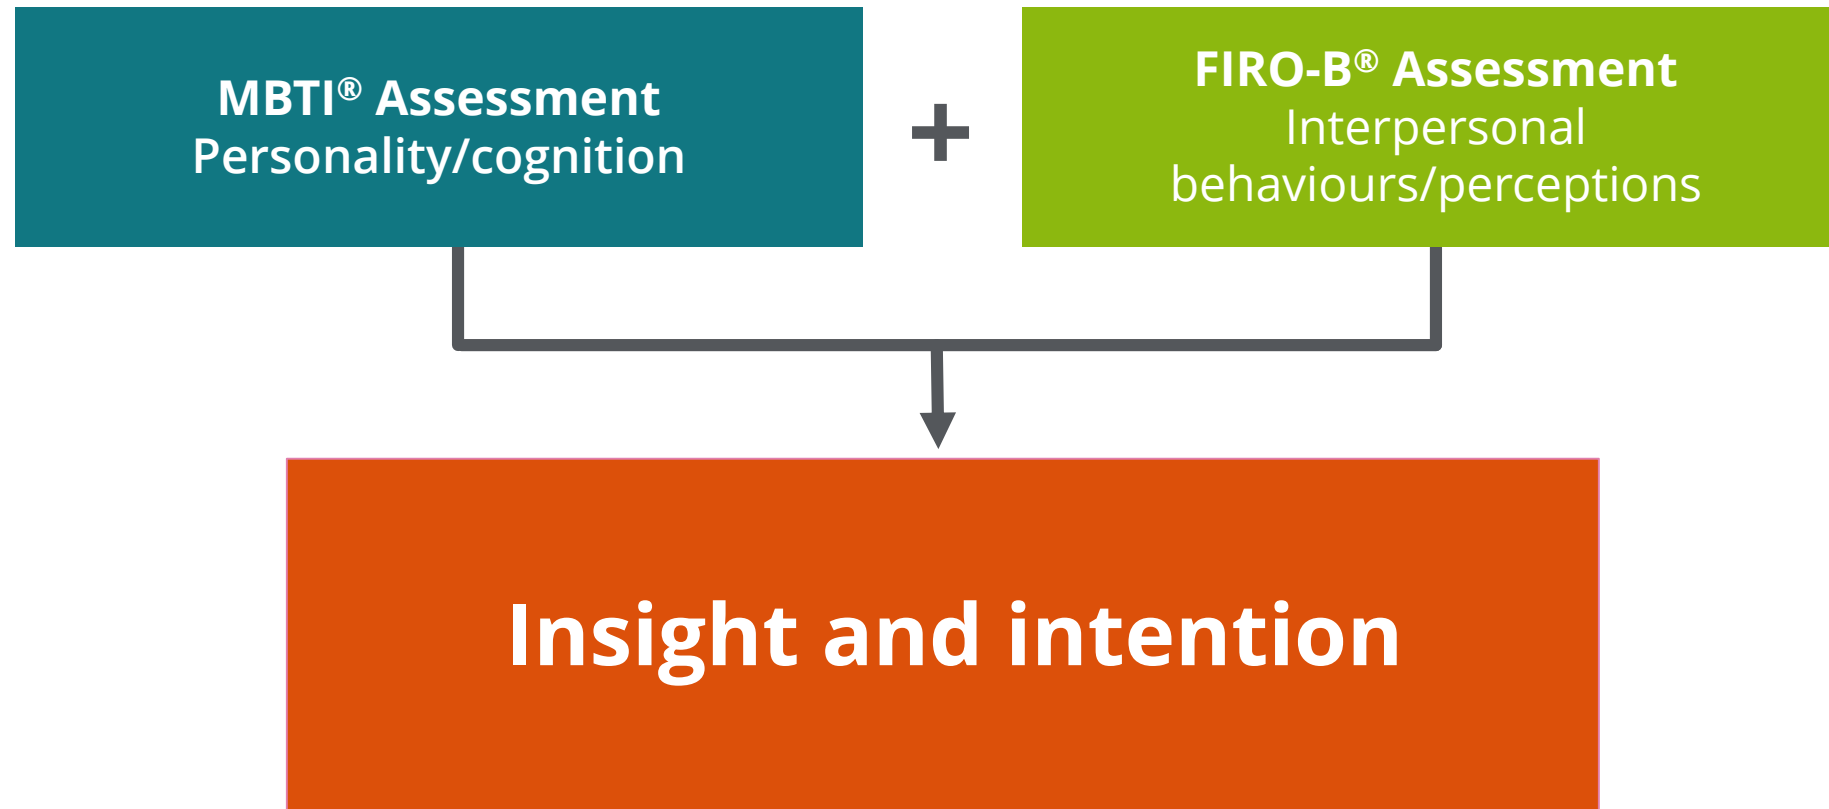 MBTI® Assessment
Personality/cognition
+
FIRO-B® Assessment
Interpersonal
behaviours/perceptions
Insight and intention